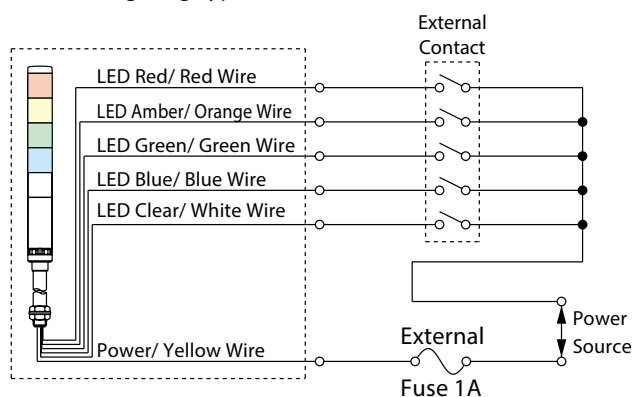 External
Contact
LED Red/ Red Wire
LED Amber/ Orange Wire
LED Green/ Green Wire
LED Blue/ Blue Wire
LED Clear/ White Wire
Power/ Yellow Wire
External
Fuse 1A
Power
Source